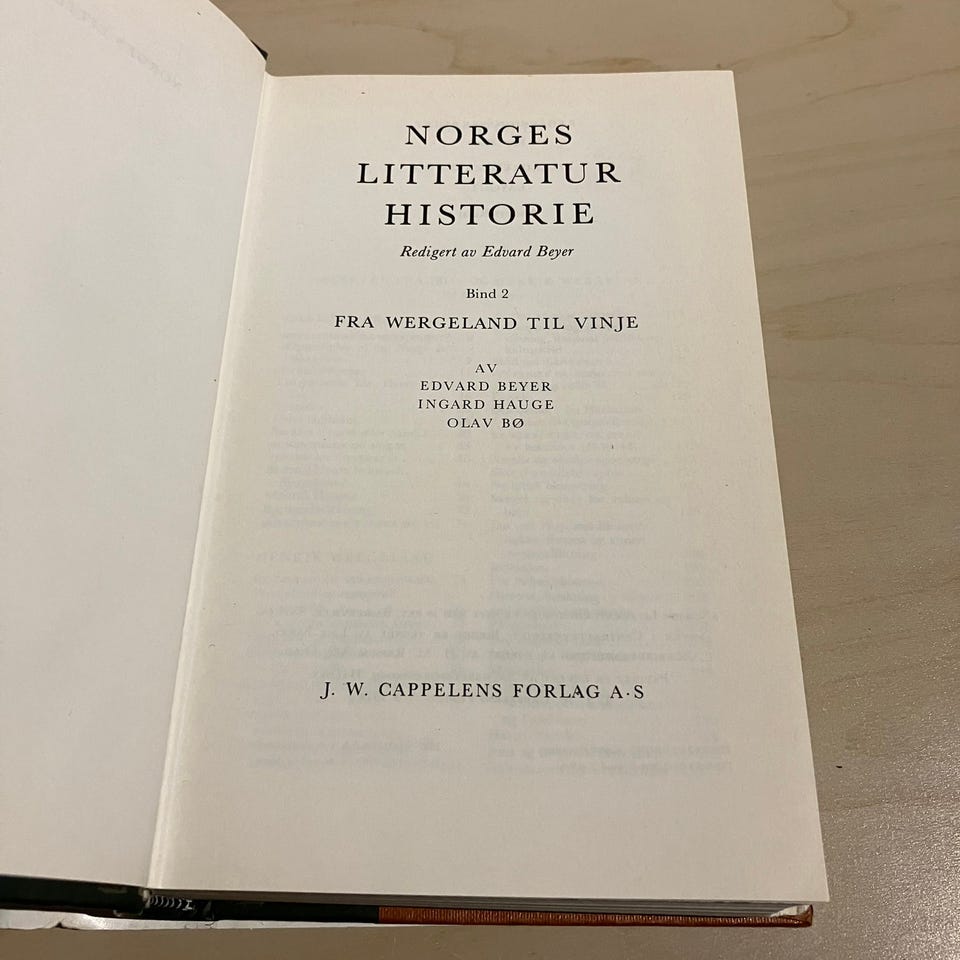 NORGES
LITTERATUR
HISTORIE
Redigert av Edvard Beyer
Bind 2
FRA WERGELAND TIL VINJE
AV
EDVARD BEYER
INGARD HAUGE
OLAV BØ
J. W. CAPPELENS FORLAG A·S